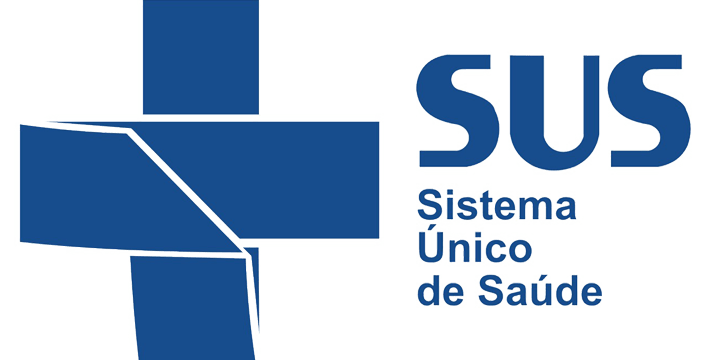 SUS
Sistema
Único
de Saúde